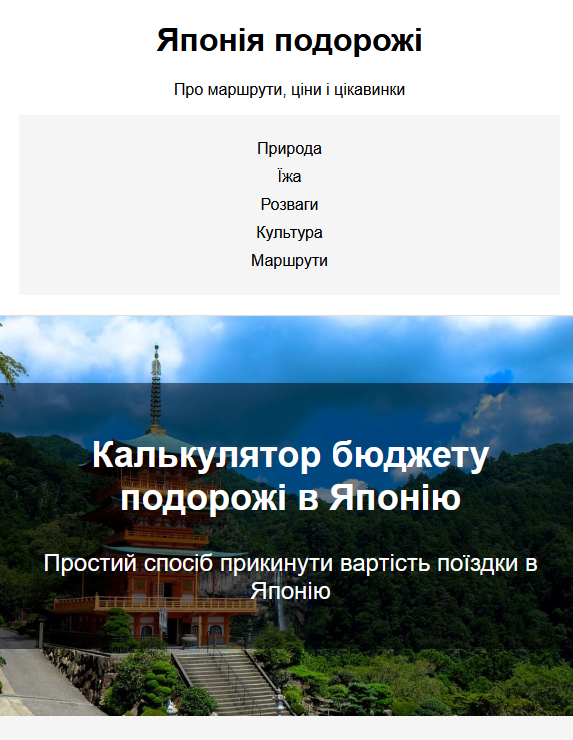 Японія подорожі
Про маршрути, ціни і цікавинки
Природа
Їжа
Розваги
Культура
Маршрути
Калькулятор бюджету
подорожі в Японію
Простий спосіб прикинути вартість поїздки в
Японію